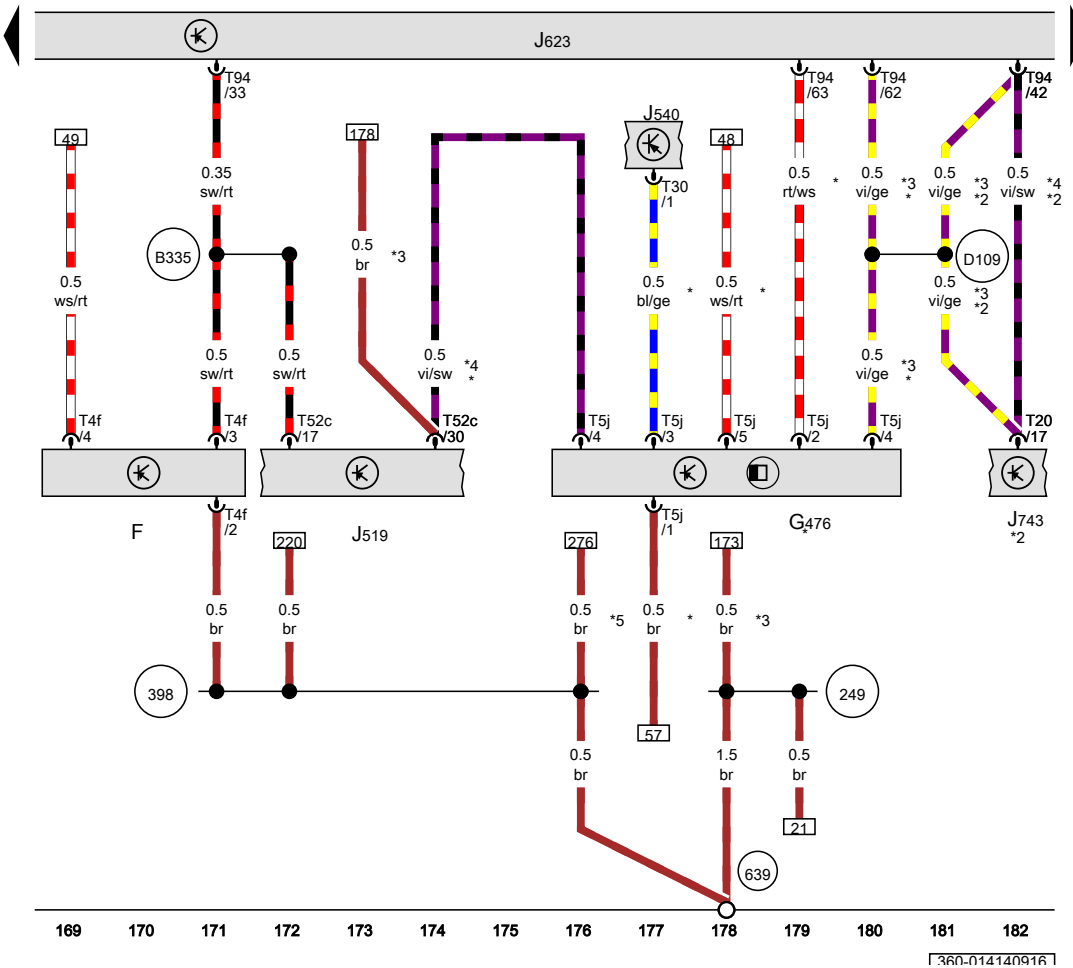 J623
T94
/33
T94
/63
T94
/62
T94
/42
49
178
J540
48
0.35
sw/rt
T30
/1
0.5
rt/ws
*
0.5
vi/ge
*3
*
0.5
vi/ge
*3
*2
0.5
vi/sw
*4
*2
B335
0.5
br
*3
D109
0.5
ws/rt
0.5
bl/ge
*
0.5
ws/rt
*
0.5
vi/ge
*3
*2
0.5
sw/rt
0.5
sw/rt
0.5
vi/sw
*4
*
0.5
vi/ge
*3
*
T4f
/4
T4f
/3
T52c
/17
T52c
/30
T5j
/4
T5j
/3
T5j
/5
T5j
/2
T5j
/4
T20
/17
F
T4f
/2
J519
T5j
/1
G476
*
J743
*2
220
276
173
0.5
br
0.5
br
0.5
br
*5
0.5
br
*
0.5
br
*3
398
249
57
0.5
br
1.5
br
0.5
br
21
639
169 170 171 172 173 174 175 176 177 178 179 180 181 182
360-014140916